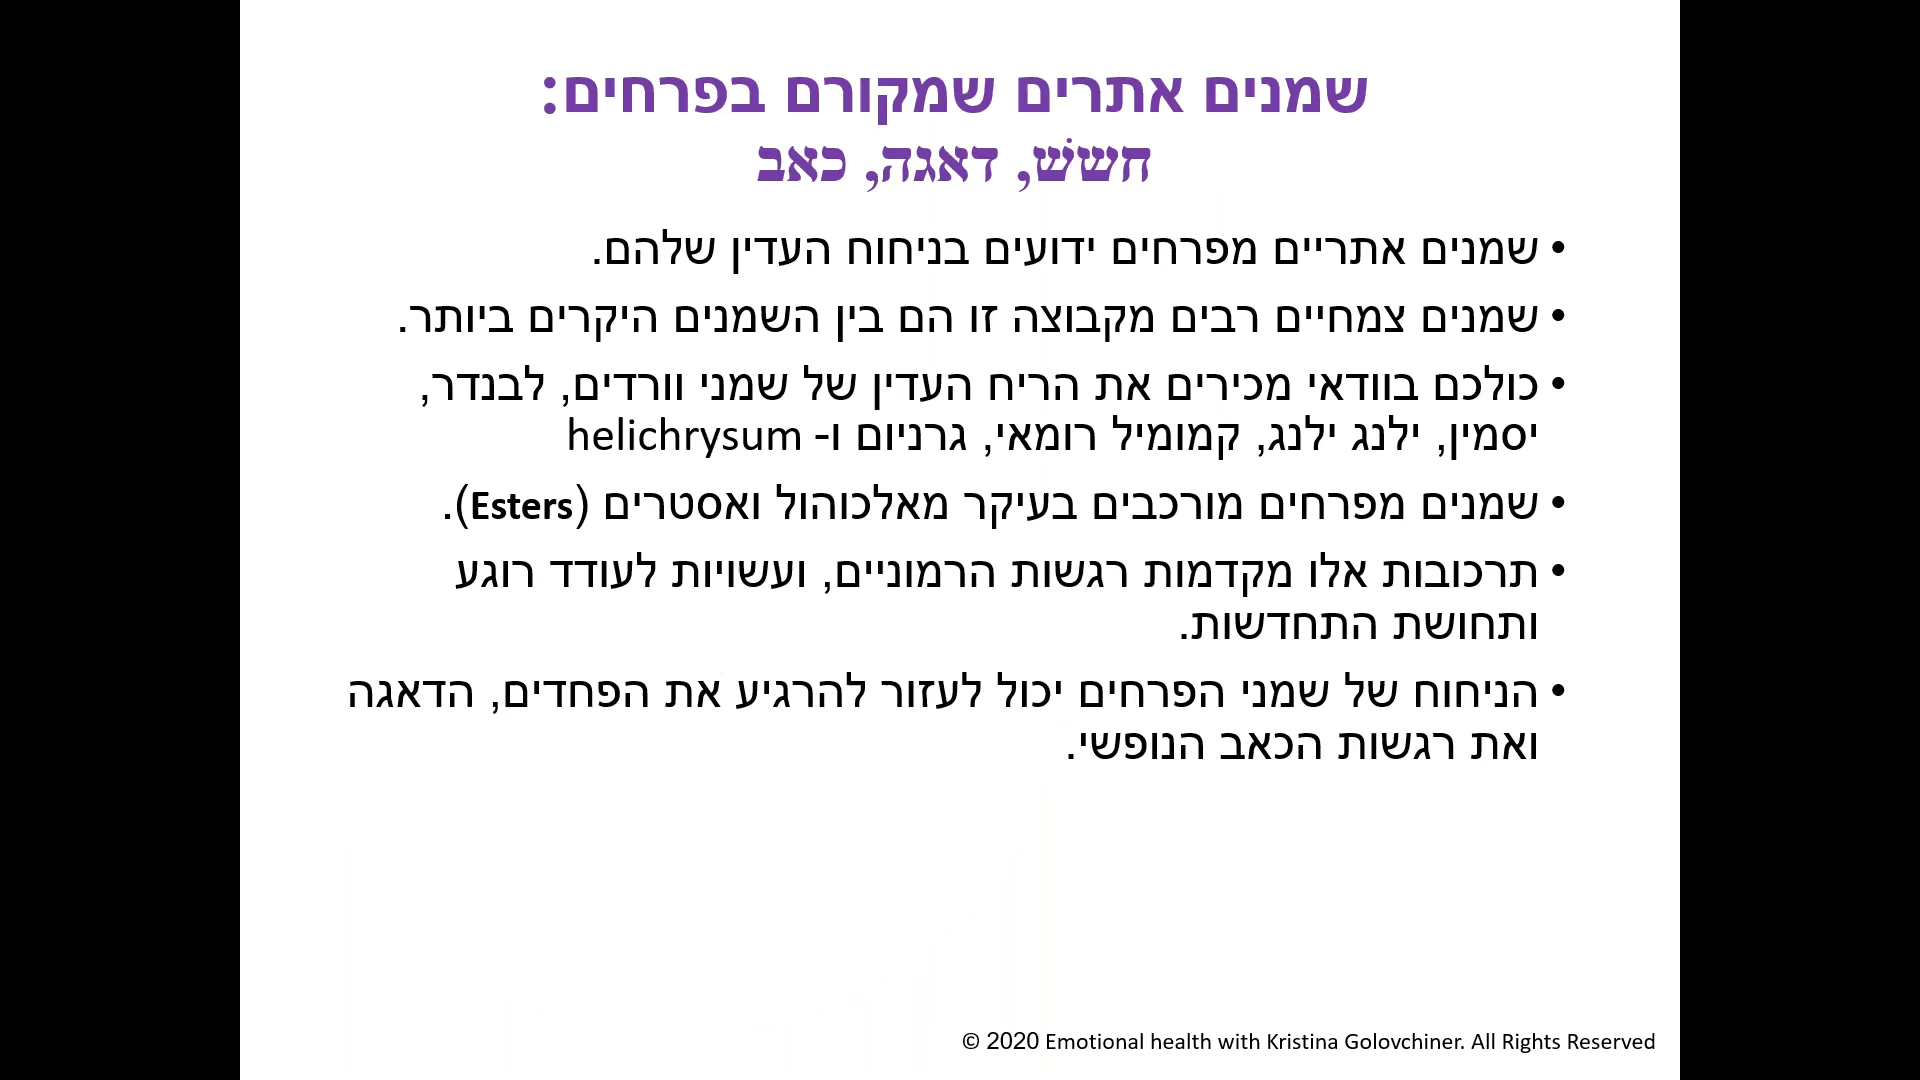 שמנים אתרים שמקורם בפרחים:
חששׁ, דאגה, כאב
• שמנים אתריים מפרחים ידועים בניחוח העדין שלהם.
• שמנים צמחיים רבים מקבוצה זו הם בין השמנים היקרים ביותר.
• כולכם בוודאי מכירים את הריח העדין של שמני וורדים, לבנדר,
יסמין, ילנג ילנג, קמומיל רומאי, גרניום ו- helichrysum
• שמנים מפרחים מורכבים בעיקר מאלכוהול ואסטרים (Esters).
• תרכובות אלו מקדמות רגשות הרמוניים, ועשויות לעודד רוגע
ותחושת התחדשות.
• הניחוח של שמני הפרחים יכול לעזור להרגיע את הפחדים, הדאגה
ואת רגשות הכאב הנופשי.
© 2020 Emotional health with Kristina Golovchiner. All Rights Reserved